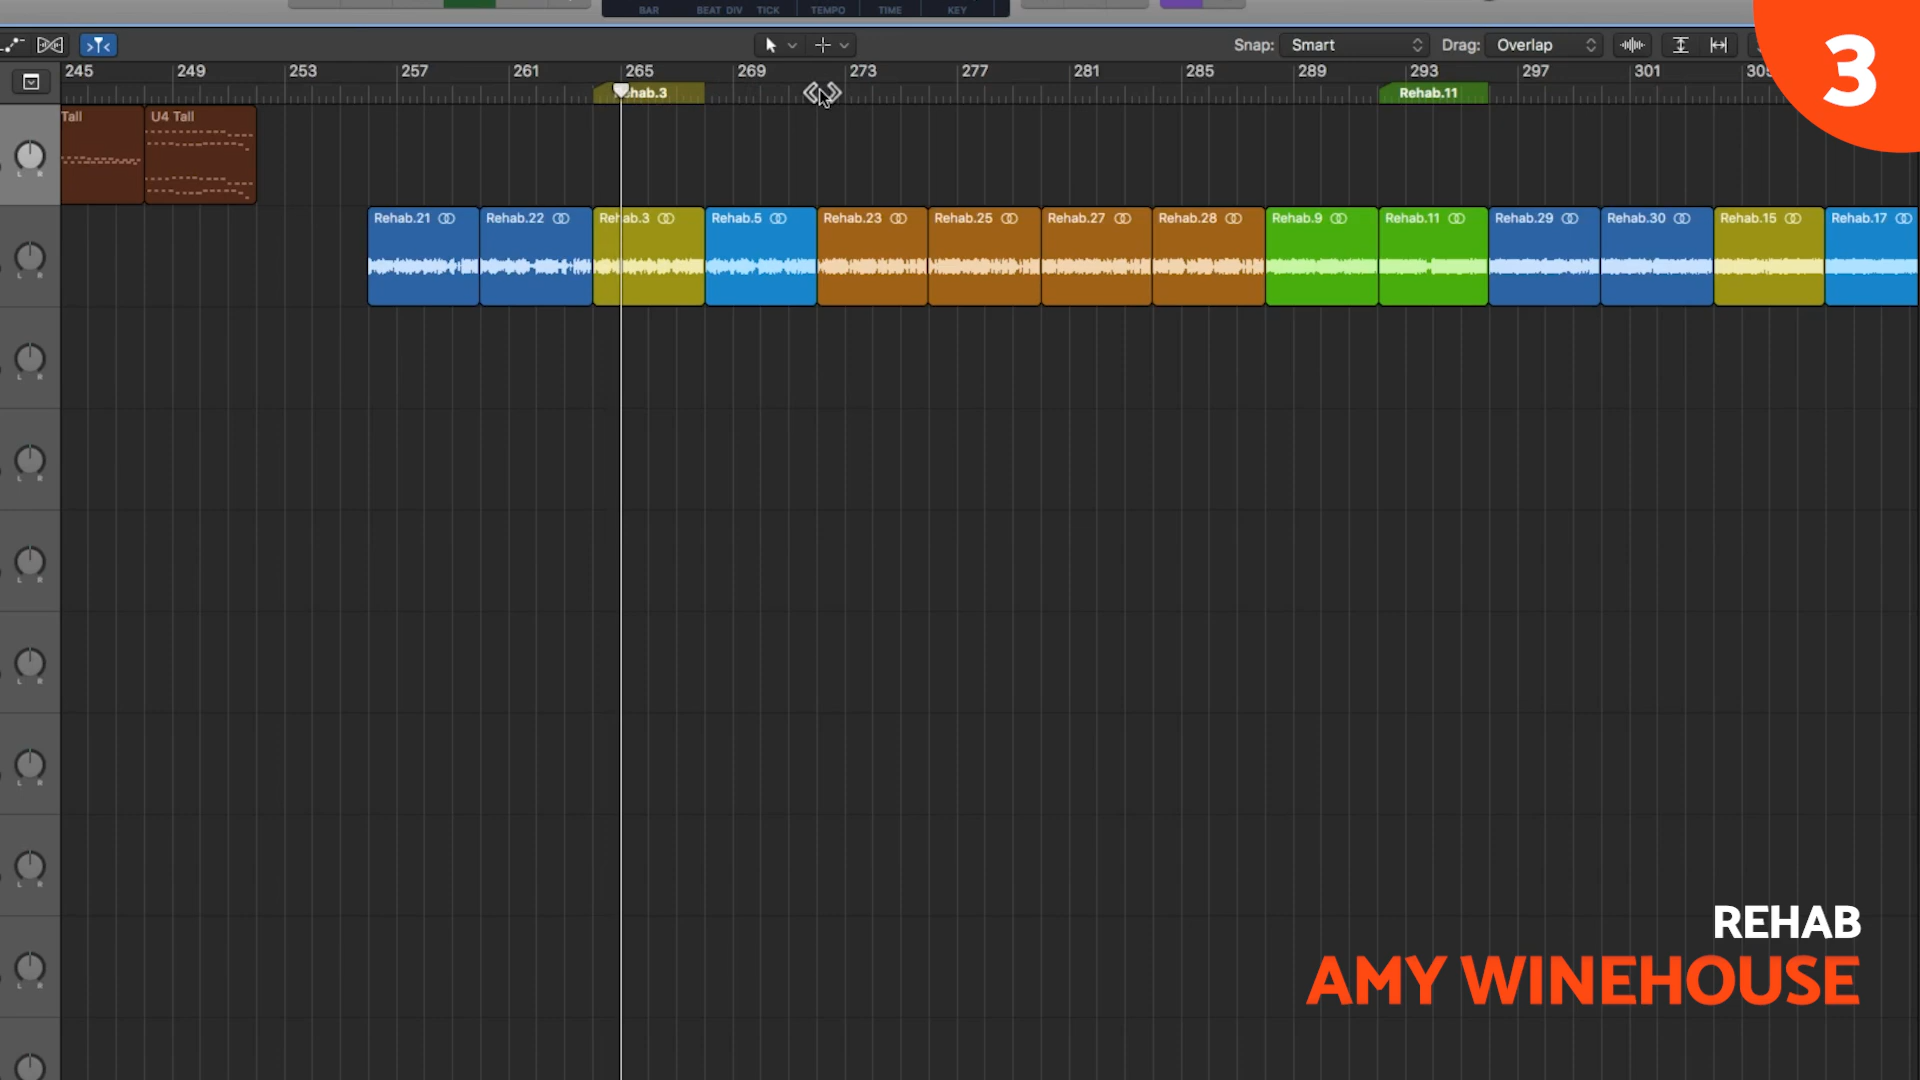 BAR BEAT DIV TICK TEMPO TIME KEY
3
Snap: Smart Drag: Overlap
245 249 253 257 261 265 269 273 277 281 285 289 293 297 301 305
hab.3 Rehab.11
Tall U4 Tall
Rehab.21 Rehab.22 Rehab.3 Rehab.5 Rehab.23 Rehab.25 Rehab.27 Rehab.28 Rehab.9 Rehab.11 Rehab.29 Rehab.30 Rehab.15 Rehab.17
REHAB
AMY WINEHOUSE